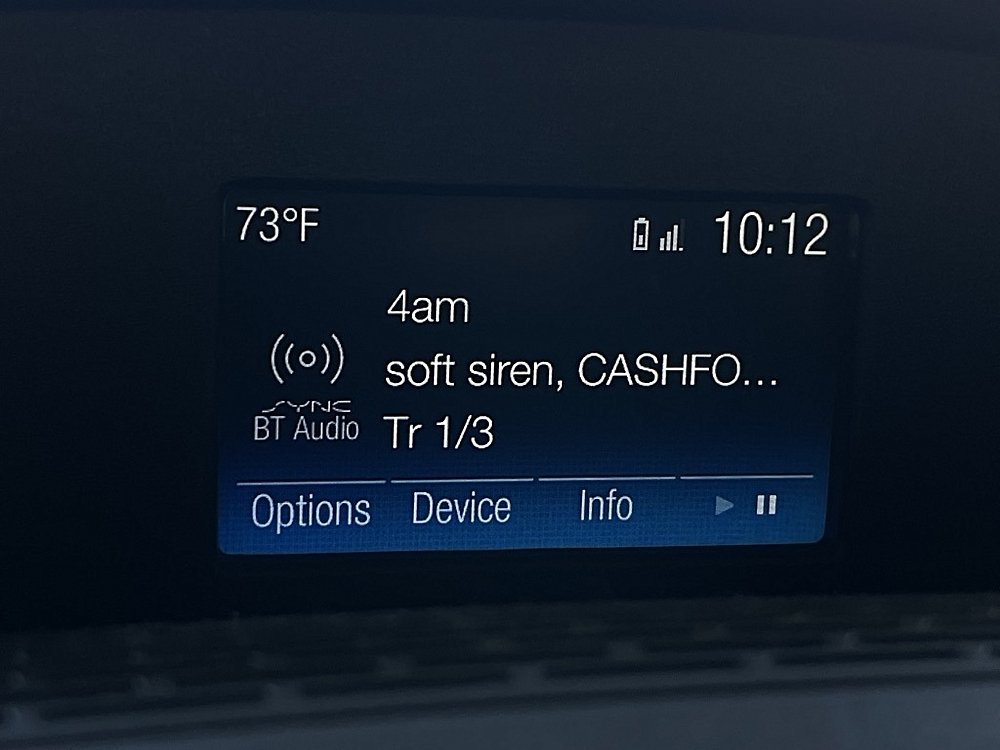 73°F 10:12
4am
soft siren, CASHFO...
SYNC
BT Audio Tr 1/3
Options Device Info